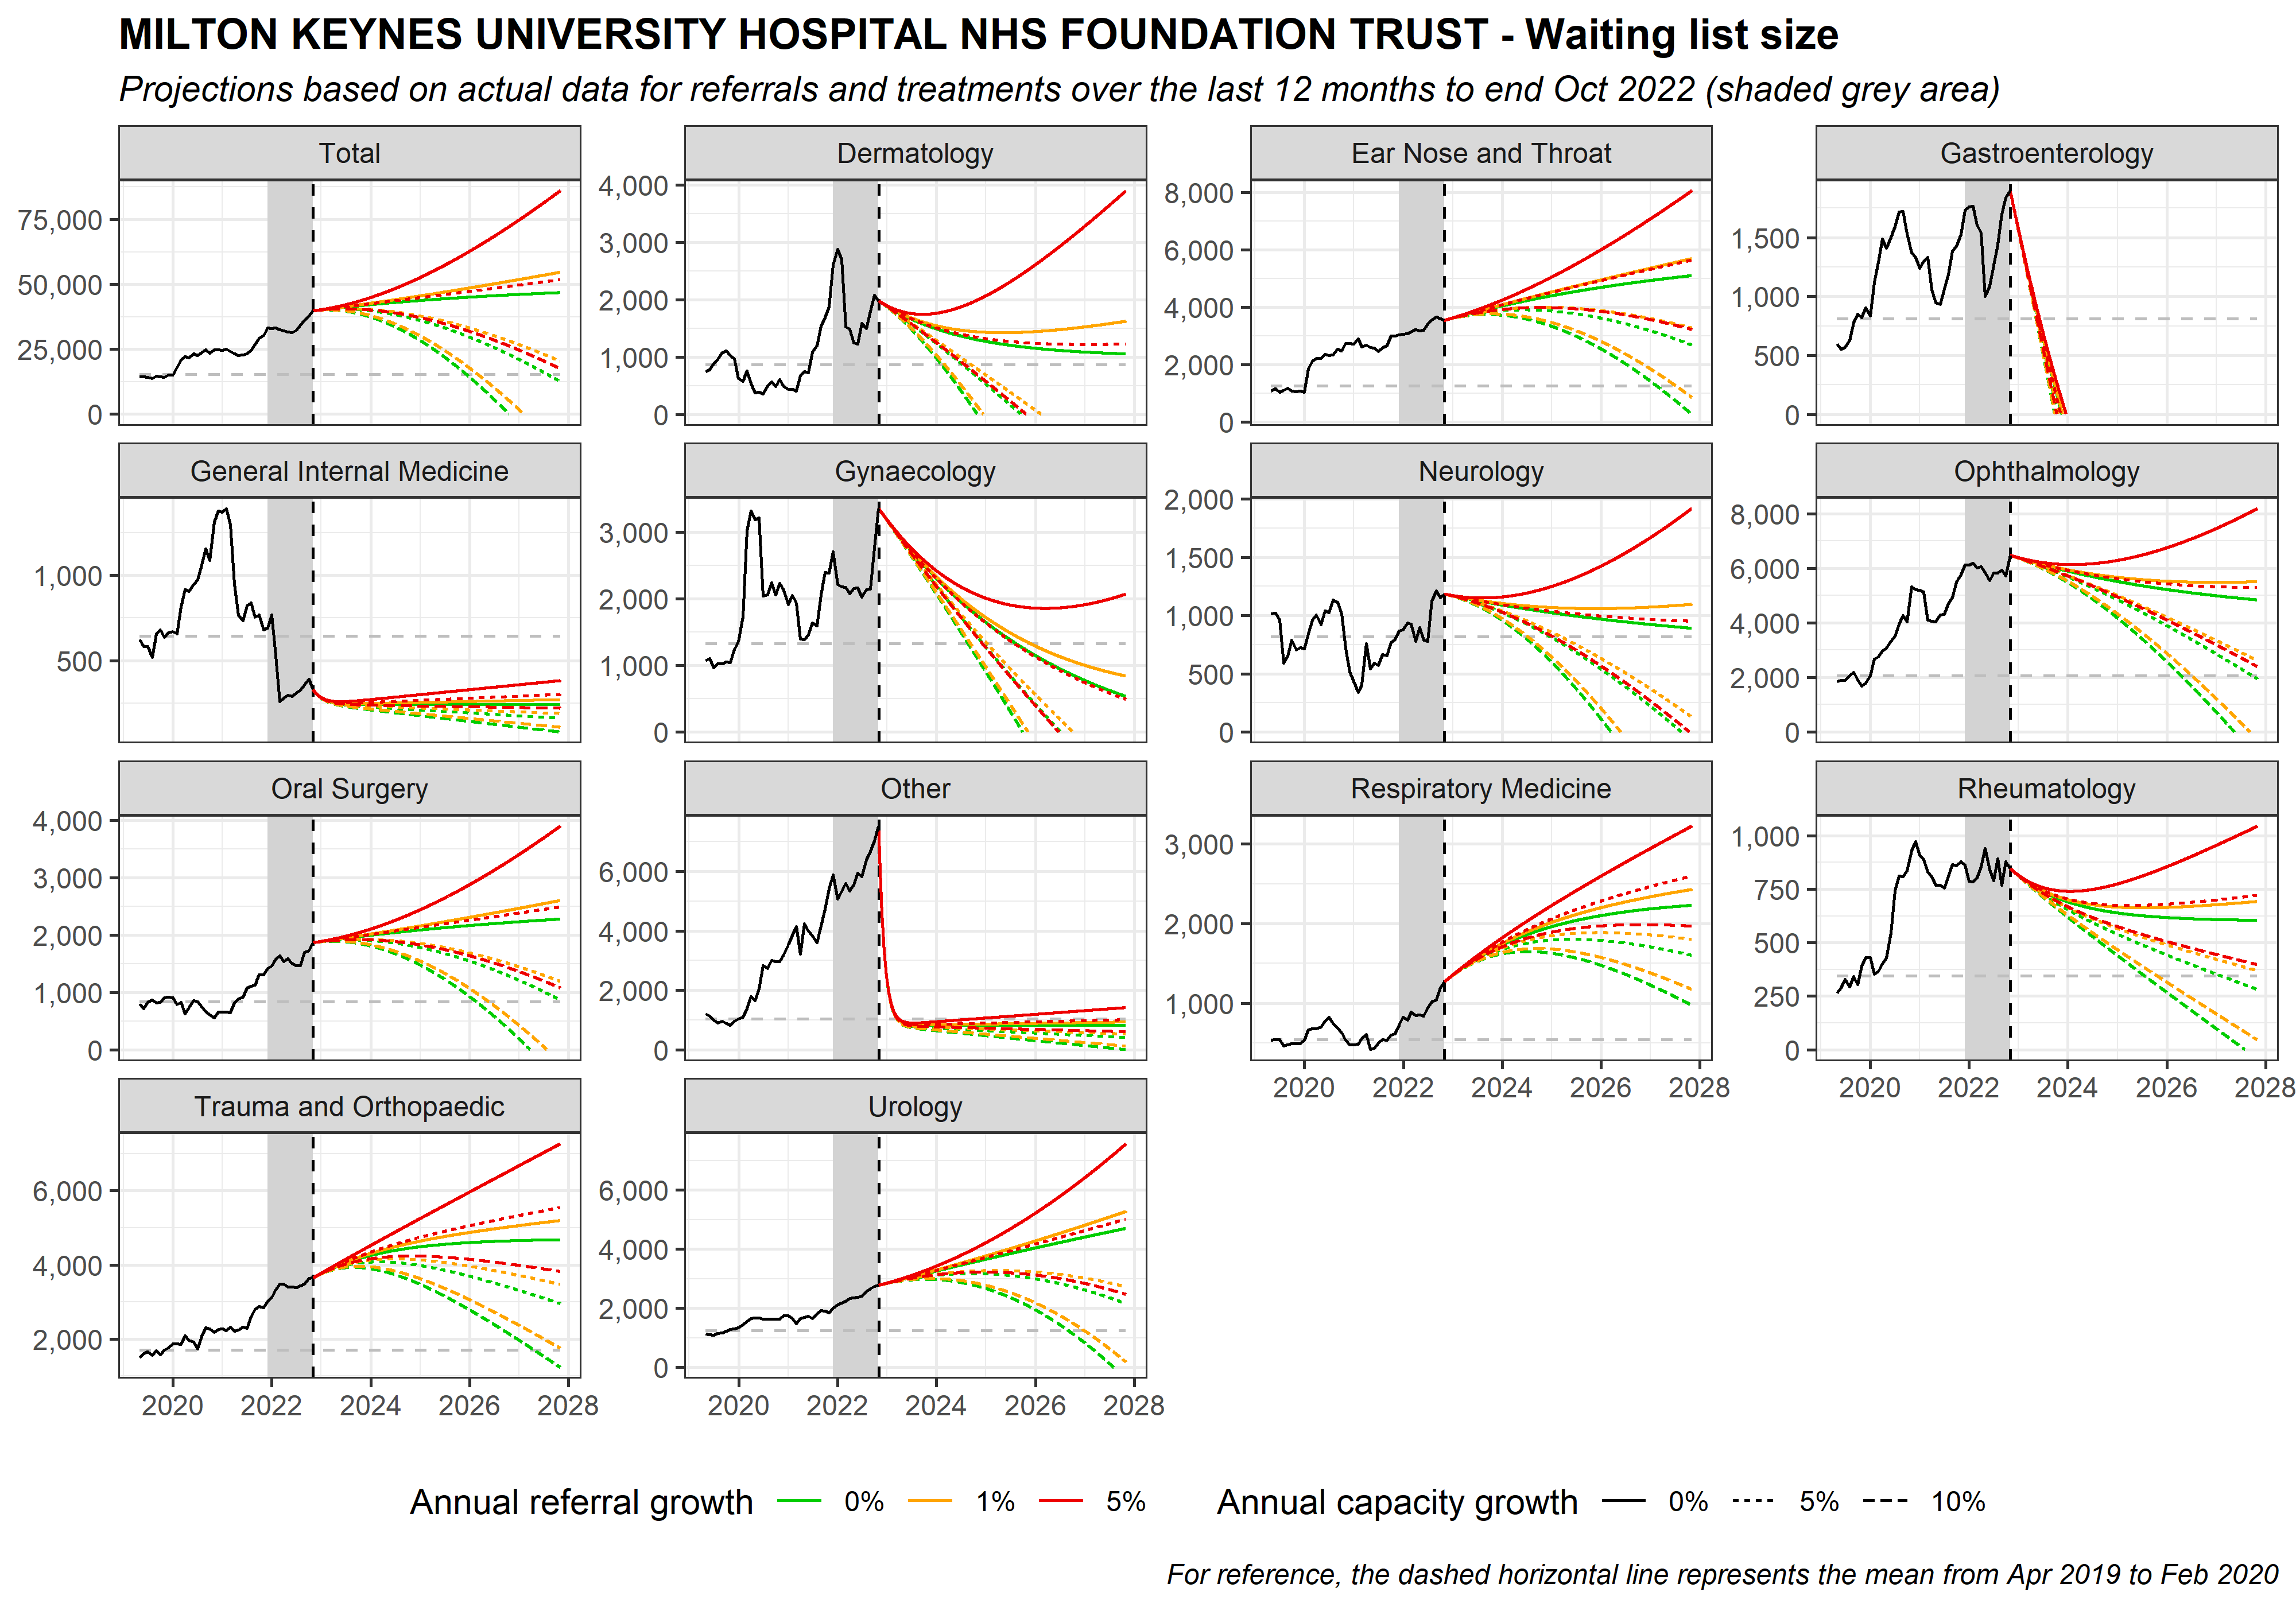 MILTON KEYNES UNIVERSITY HOSPITAL NHS FOUNDATION TRUST - Waiting list size
Projections based on actual data for referrals and treatments over the last 12 months to end Oct 2022 (shaded grey area)
Total
75,000
50,000
25,000
0
Dermatology
4,000
3,000
2,000
1,000
0
Ear Nose and Throat
8,000
6,000
4,000
2,000
0
Gastroenterology
1,500
1,000
500
0
General Internal Medicine
1,000
500
Gynaecology
3,000
2,000
1,000
0
Neurology
2,000
1,500
1,000
500
0
Ophthalmology
8,000
6,000
4,000
2,000
0
Oral Surgery
4,000
3,000
2,000
1,000
0
Other
6,000
4,000
2,000
0
Respiratory Medicine
3,000
2,000
1,000
2020 2022 2024 2026 2028
Rheumatology
1,000
750
500
250
0
2020 2022 2024 2026 2028
Trauma and Orthopaedic
6,000
4,000
2,000
2020 2022 2024 2026 2028
Urology
6,000
4,000
2,000
0
2020 2022 2024 2026 2028
Annual referral growth 0% 1% 5%
Annual capacity growth 0% 5% 10%
For reference, the dashed horizontal line represents the mean from Apr 2019 to Feb 2020